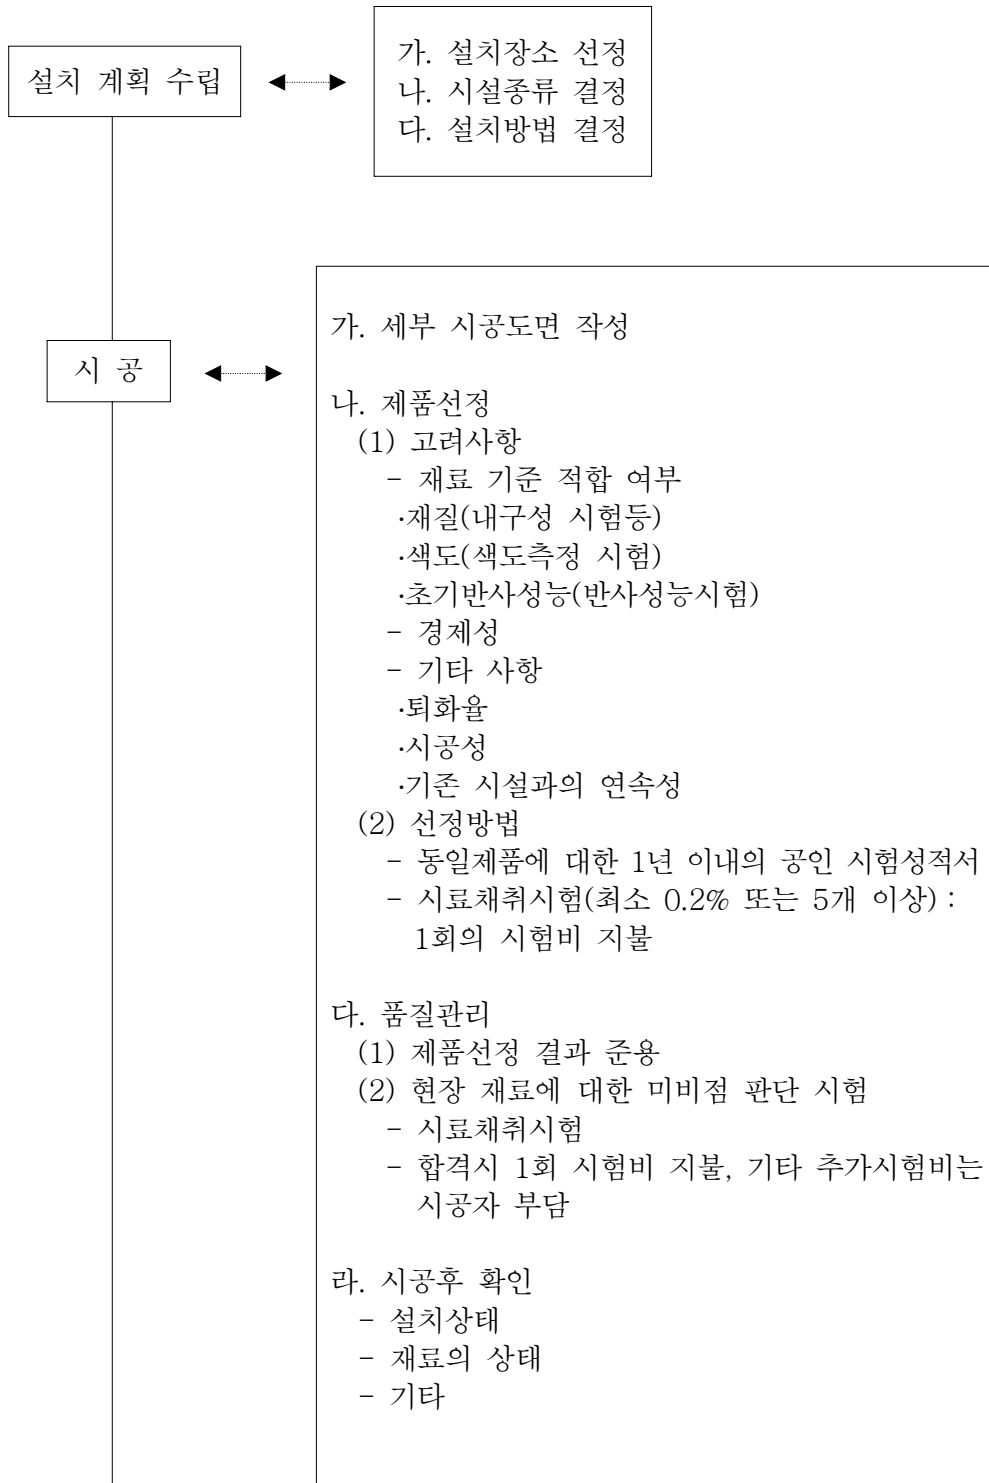 설치 계획 수립
가. 설치장소 선정
나. 시설종류 결정
다. 설치방법 결정
시 공
가. 세부 시공도면 작성
나. 제품선정
(1) 고려사항
- 재료 기준 적합 여부
·재질(내구성 시험등)
·색도(색도측정 시험)
·초기반사성능(반사성능시험)
- 경제성
- 기타 사항
·퇴화율
·시공성
·기존 시설과의 연속성
(2) 선정방법
- 동일제품에 대한 1년 이내의 공인 시험성적서
- 시료채취시험(최소 0.2% 또는 5개 이상) :
1회의 시험비 지불
다. 품질관리
(1) 제품선정 결과 준용
(2) 현장 재료에 대한 미비점 판단 시험
- 시료채취시험
- 합격시 1회 시험비 지불, 기타 추가시험비는
시공자 부담
라. 시공후 확인
- 설치상태
- 재료의 상태
- 기타